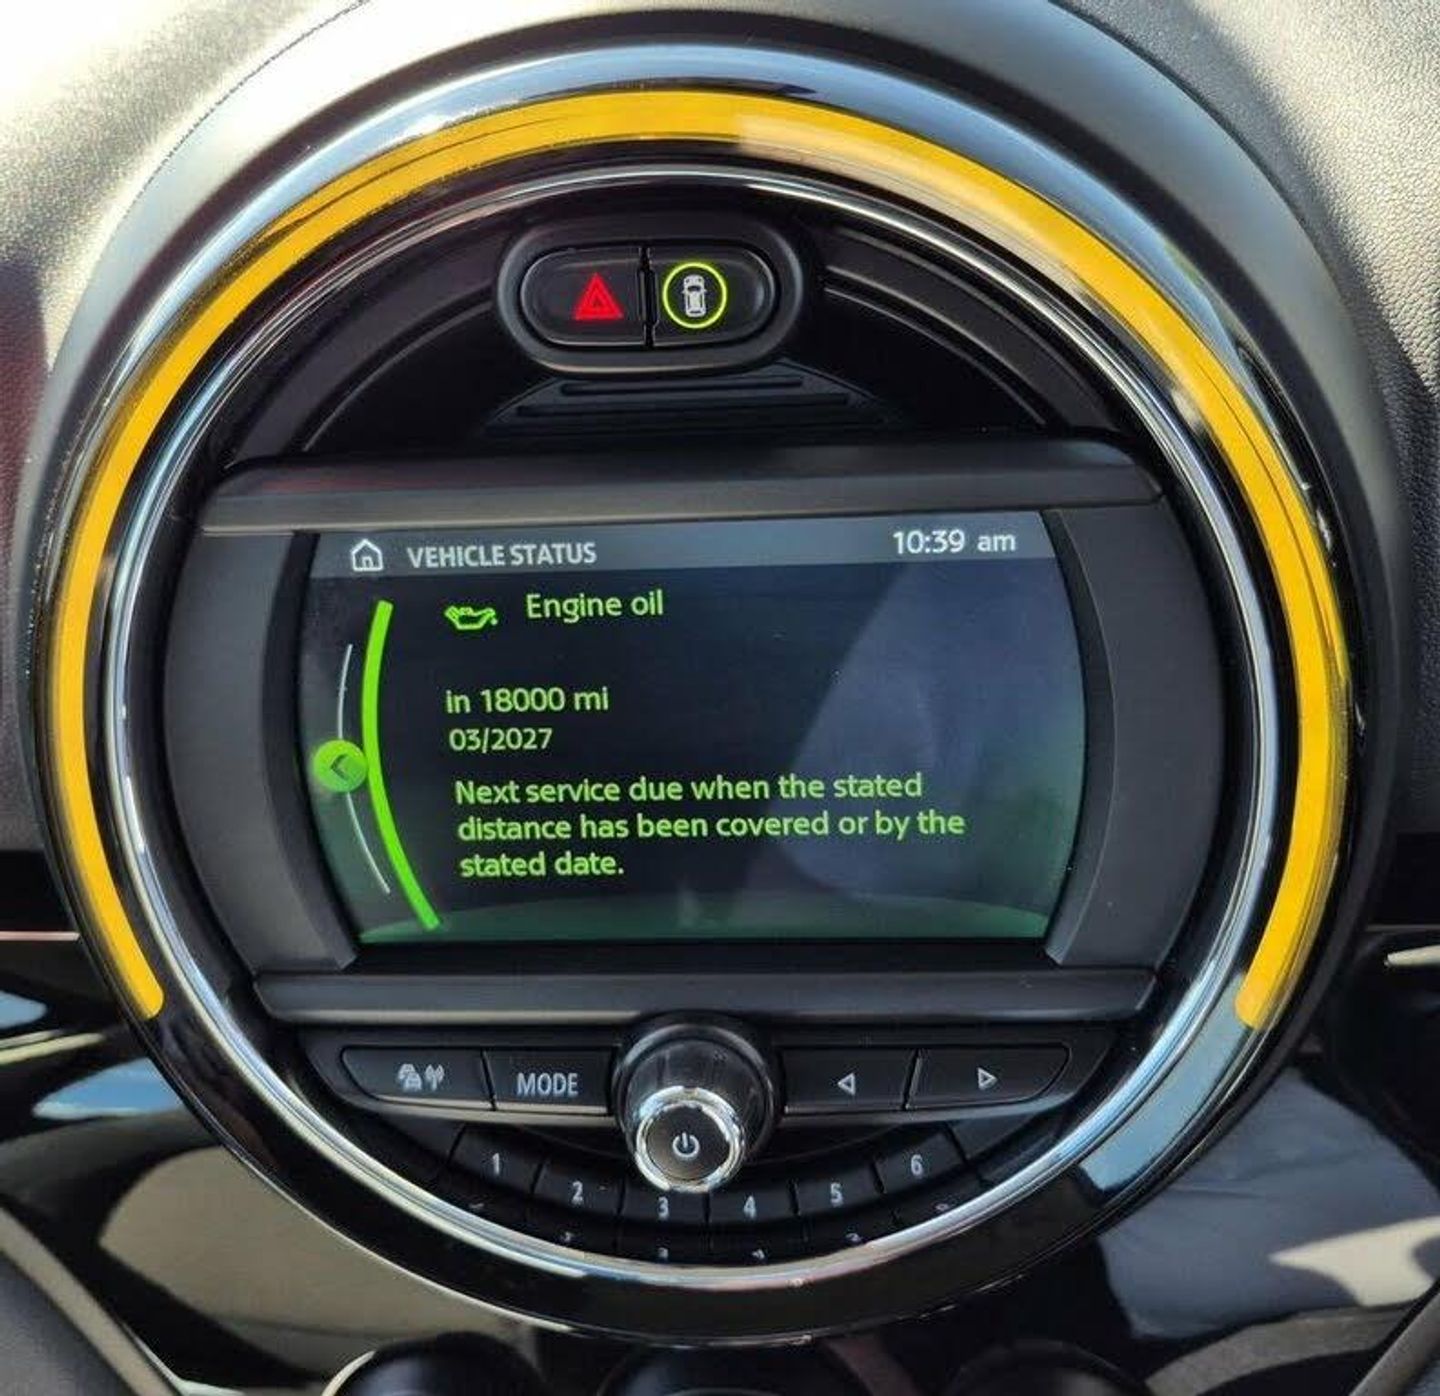 VEHICLE STATUS 10:39 am
Engine oil
in 18000 mi
03/2027
Next service due when the stated
distance has been covered or by the
stated date.
MODE
1 2 3 4 5 6